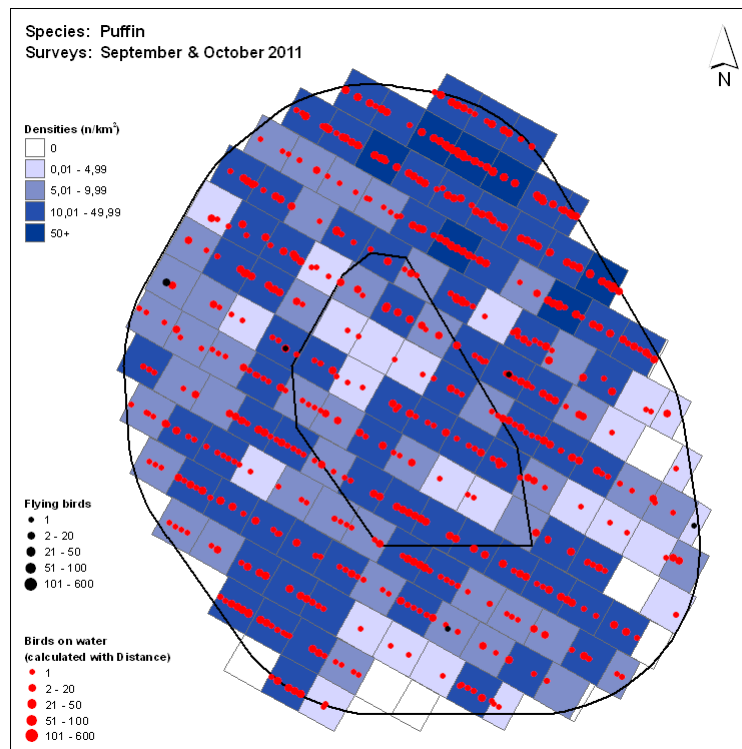 Species: Puffin
Surveys: September & October 2011
N
Densities (n/km²)
0
0,01 - 4,99
5,01 - 9,99
10,01 - 49,99
50+
Flying birds
1
2 - 20
21 - 50
51 - 100
101 - 600
Birds on water
(calculated with Distance)
1
2 - 20
21 - 50
51 - 100
101 - 600